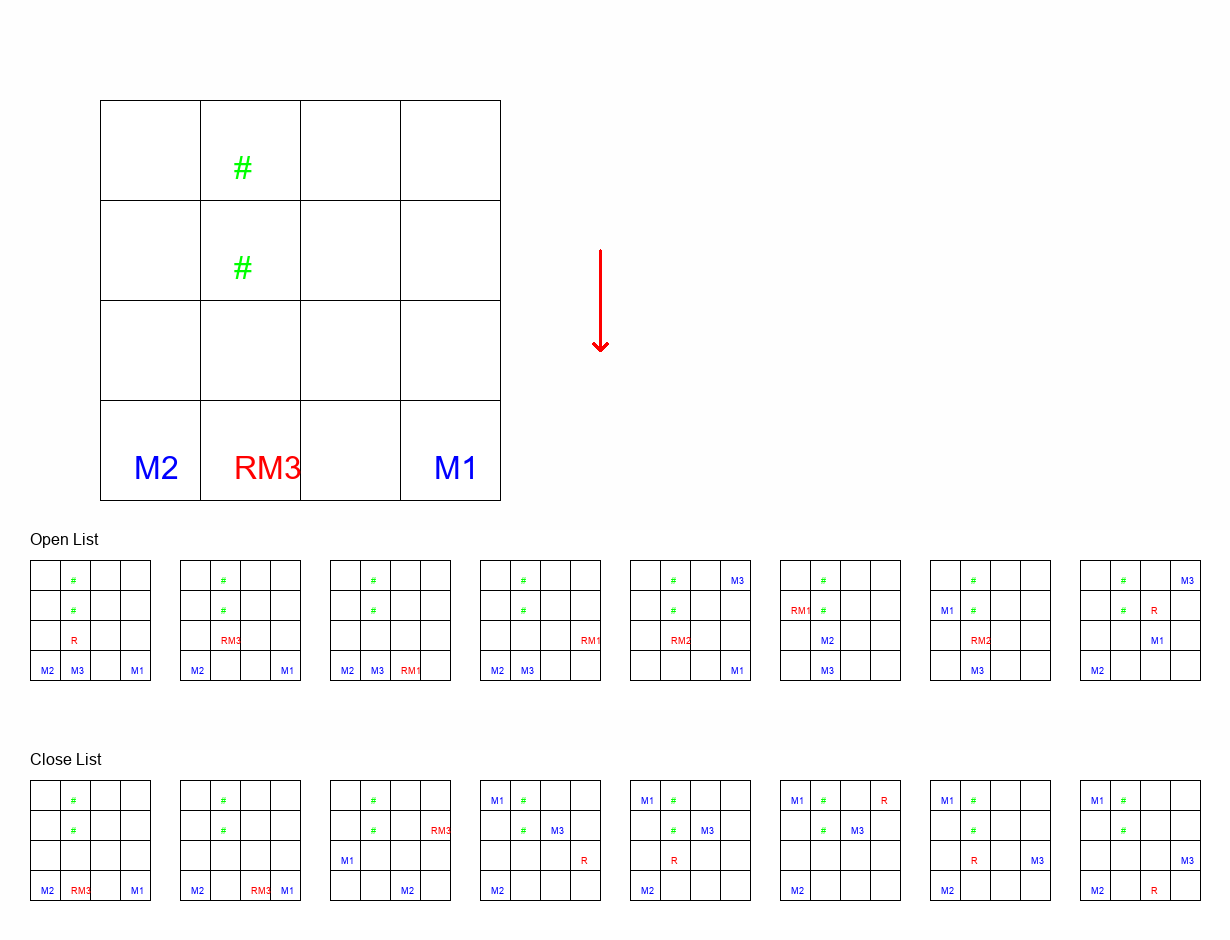 #
#
M2 RM3 M1
Open List
# # # # # M3 # # # M3
# # # # # RM1 # M1 # # R
R RM3 RM1 RM2 M2 RM2 M1
M2 M3 M1 M2 M1 M2 M3 RM1 M2 M3 M1 M3 M3 M2
Close List
# # # M1 # M1 # M1 # R M1 # M1 #
# # # RM3 # M3 # M3 # M3 # #
M1 R R R M3 M3
M2 RM3 M1 M2 RM3 M1 M2 M2 M2 M2 M2 M2 R